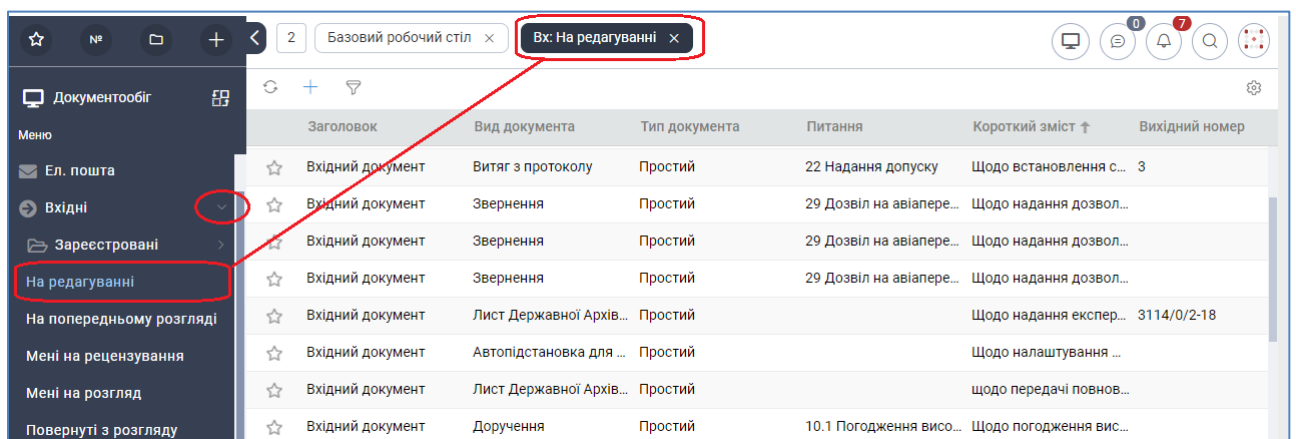 № 2 Базовий робочий стіл × Вх: На редагуванні × 0 7
Документообіг
Меню
Ел. пошта
Вхідні
Зареєстровані
На редагуванні
На попередньому розгляді
Мені на рецензування
Мені на розгляд
Повернуті з розгляду
Заголовок Вид документа Тип документа Питання Короткий зміст ↑ Вихідний номер
Вхідний документ Витяг з протоколу Простий 22 Надання допуску Щодо встановлення с... 3
Вхідний документ Звернення Простий 29 Дозвіл на авіапере... Щодо надання дозвол...
Вхідний документ Звернення Простий 29 Дозвіл на авіапере... Щодо надання дозвол...
Вхідний документ Звернення Простий 29 Дозвіл на авіапере... Щодо надання дозвол...
Вхідний документ Лист Державної Архів... Простий Щодо надання експер... 3114/0/2-18
Вхідний документ Автопідстановка для ... Простий Щодо налаштування ...
Вхідний документ Лист Державної Архів... Простий щодо передачі повнов...
Вхідний документ Доручення Простий 10.1 Погодження висо... Щодо погодження вис...